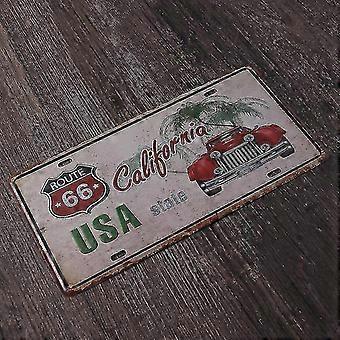 California
ROUTE
66
USA state